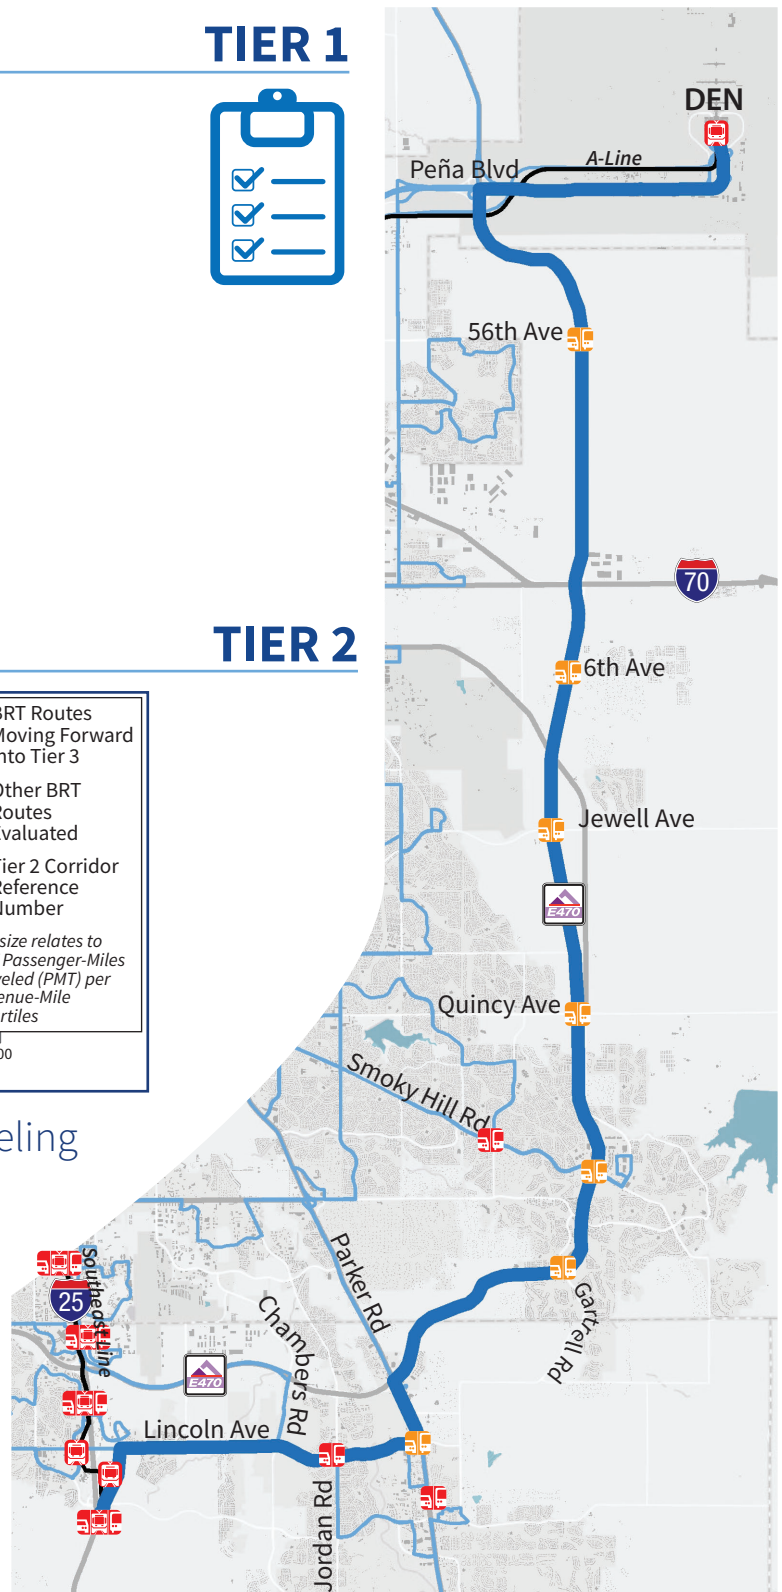 TIER 1
DEN
A-Line
Peña Blvd
56th Ave
70
TIER 2
6th Ave
BRT Routes
Moving Forward
into Tier 3
Other BRT
Routes
Evaluated
Tier 2 Corridor
Reference
Number
size relates to
Passenger-Miles
veled (PMT) per
enue-Mile
rtiles
00
Jewell Ave
E470
Quincy Ave
Smoky Hill Rd
eling
Parker Rd
Southeast Line
25
Chambers Rd
Gartrell Rd
E470
Lincoln Ave
Jordan Rd